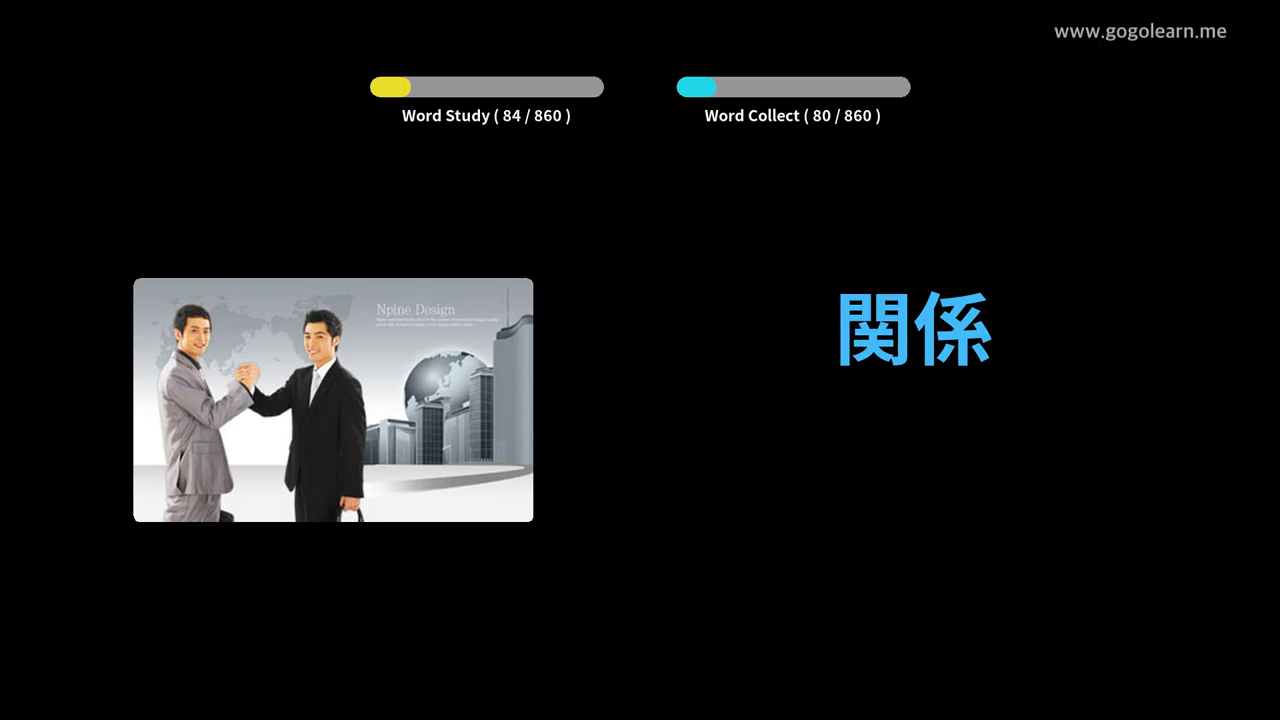 www.gogolearn.me
Word Study ( 84 / 860 )
Word Collect ( 80 / 860 )
Npine Design
関係